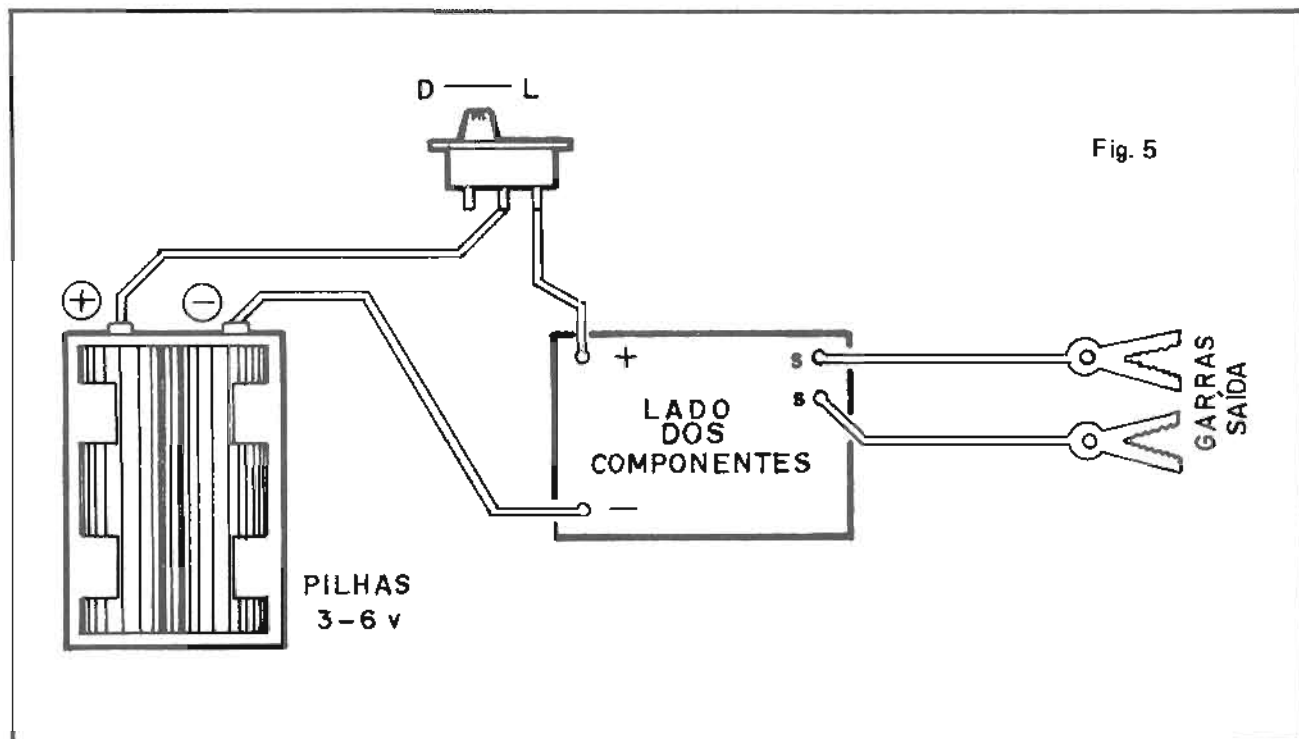 D — L
Fig. 5
+ −
+
s
s
LADO
DOS
COMPONENTES
−
GARRAS
SAÍDA
PILHAS
3-6 v